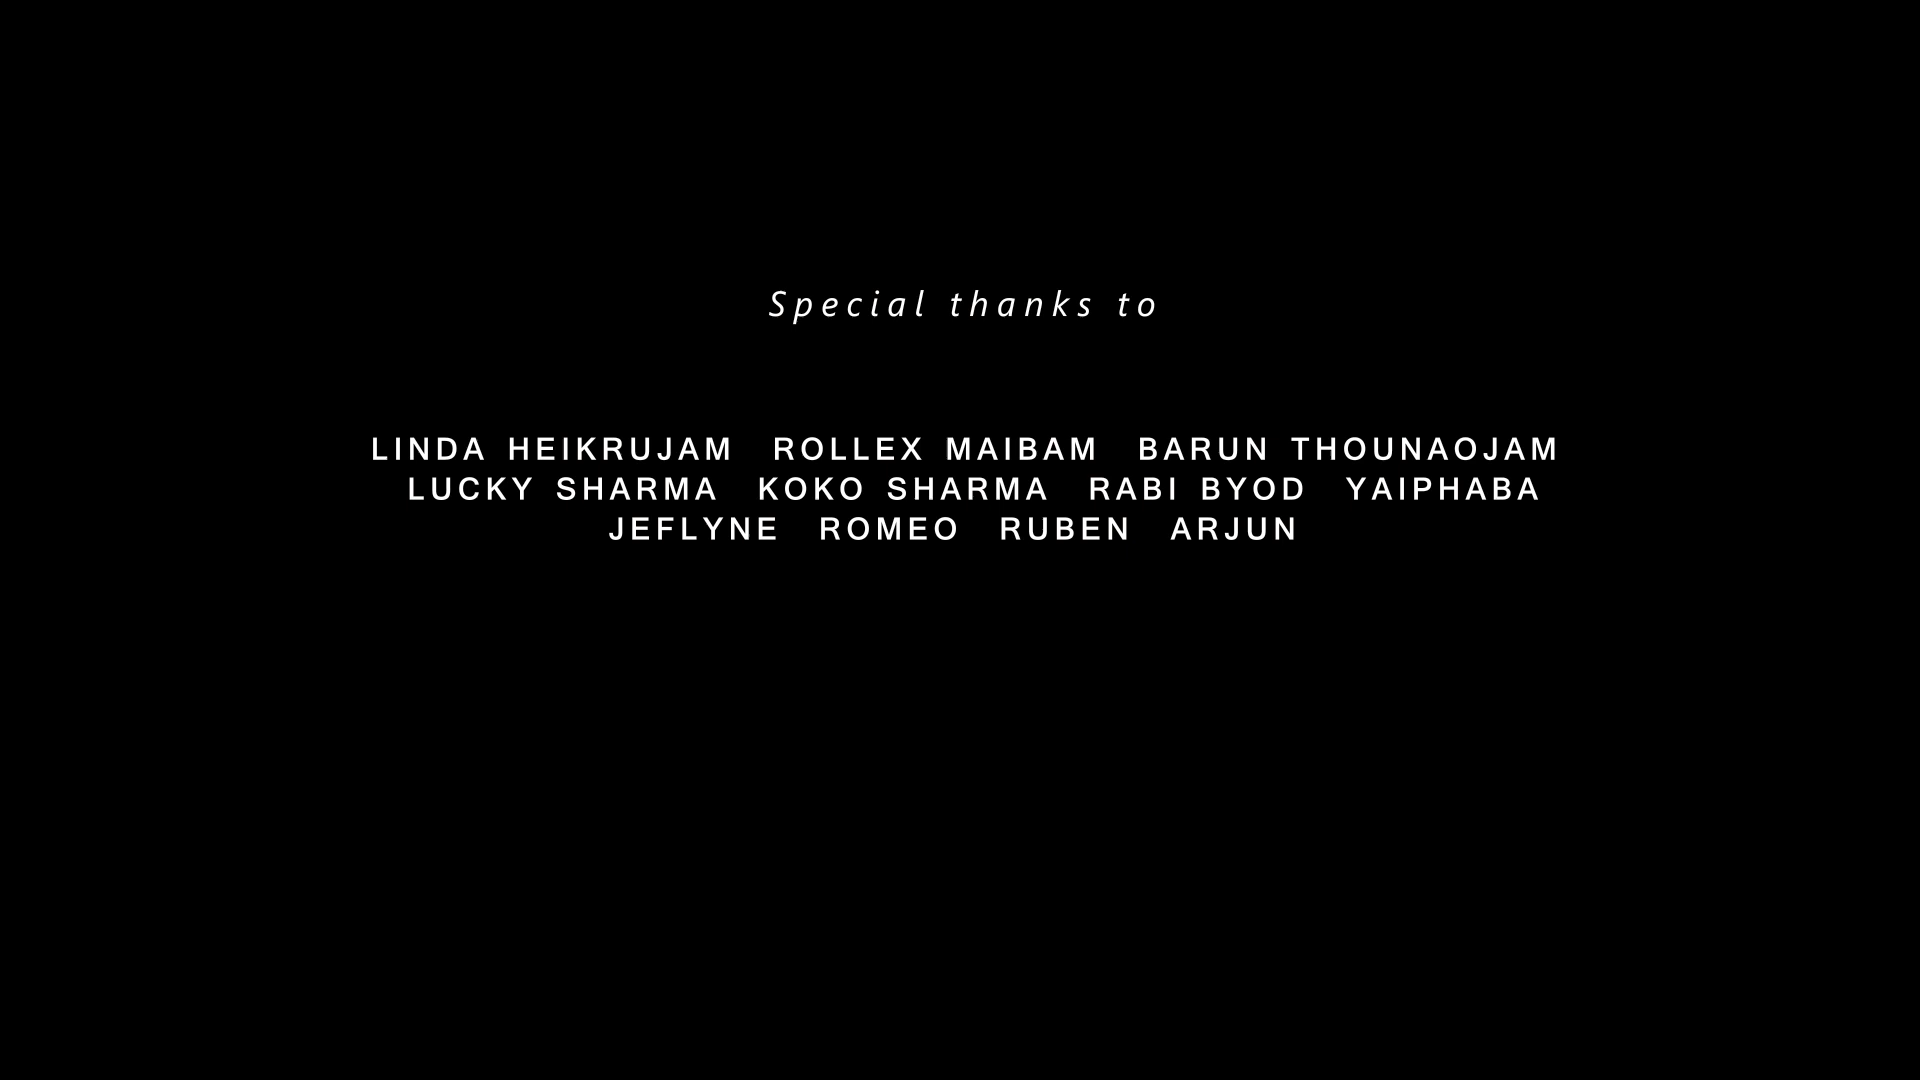 Special thanks to
LINDA HEIKRUJAM ROLLEX MAIBAM BARUN THOUNAOJAM
LUCKY SHARMA KOKO SHARMA RABI BYOD YAIPHABA
JEFLYNE ROMEO RUBEN ARJUN